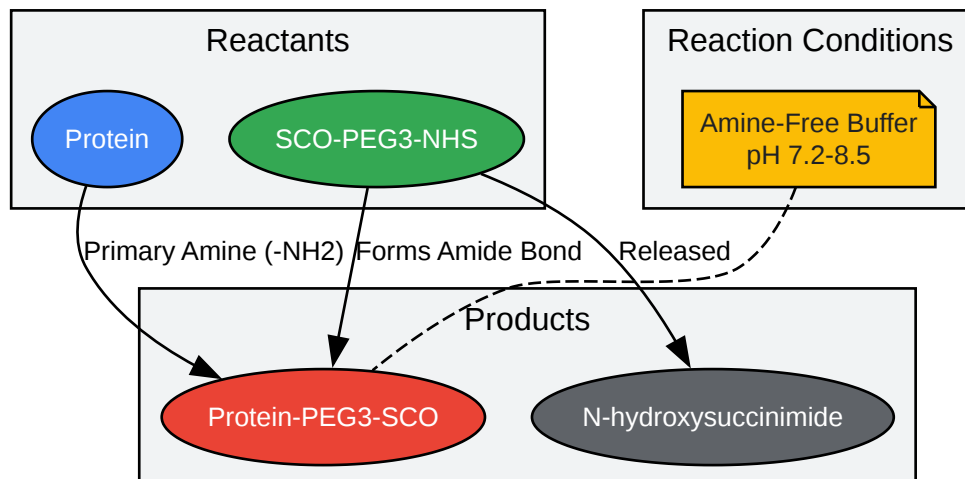 Reactants
Reaction Conditions
Protein
SCO-PEG3-NHS
Amine-Free Buffer
pH 7.2-8.5
Primary Amine (-NH2)
Forms Amide Bond
Released
Products
Protein-PEG3-SCO
N-hydroxysuccinimide